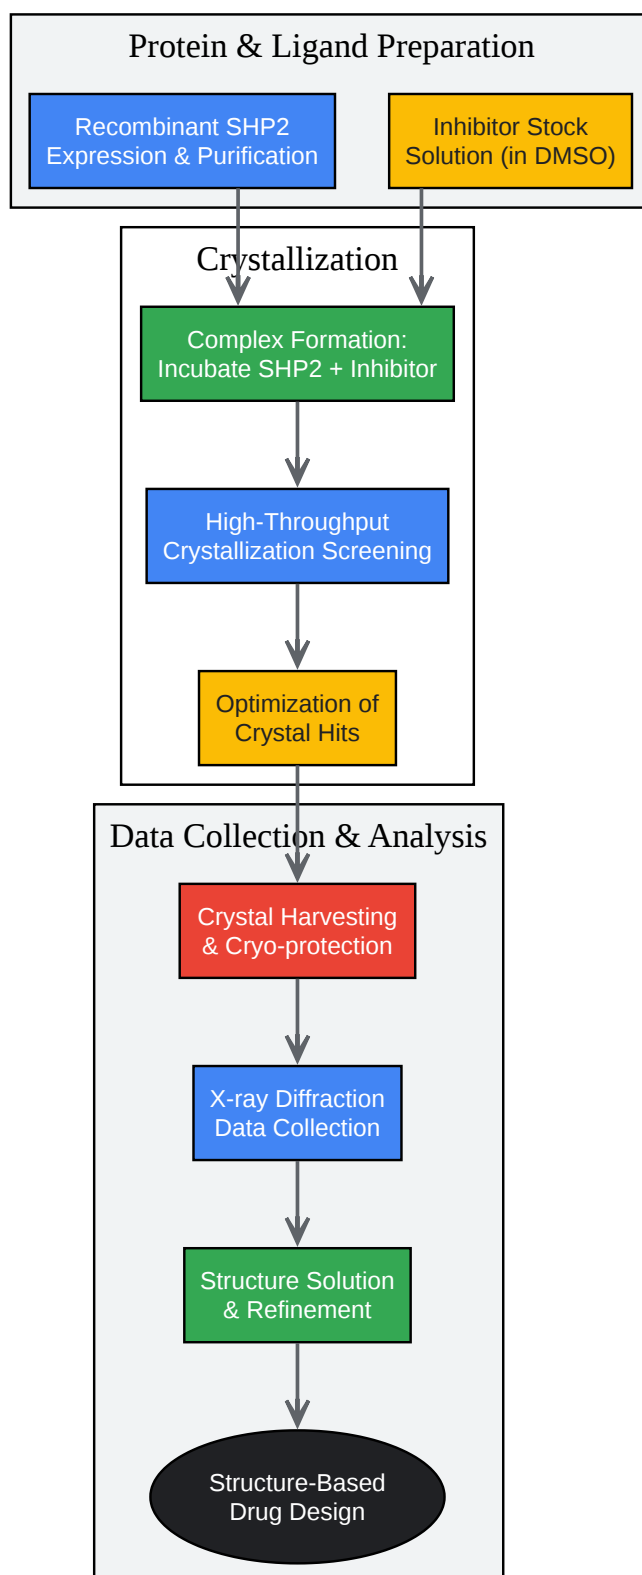 Protein & Ligand Preparation
Recombinant SHP2
Expression & Purification
Inhibitor Stock
Solution (in DMSO)
Crystallization
Complex Formation:
Incubate SHP2 + Inhibitor
High-Throughput
Crystallization Screening
Optimization of
Crystal Hits
Data Collection & Analysis
Crystal Harvesting
& Cryo-protection
X-ray Diffraction
Data Collection
Structure Solution
& Refinement
Structure-Based
Drug Design